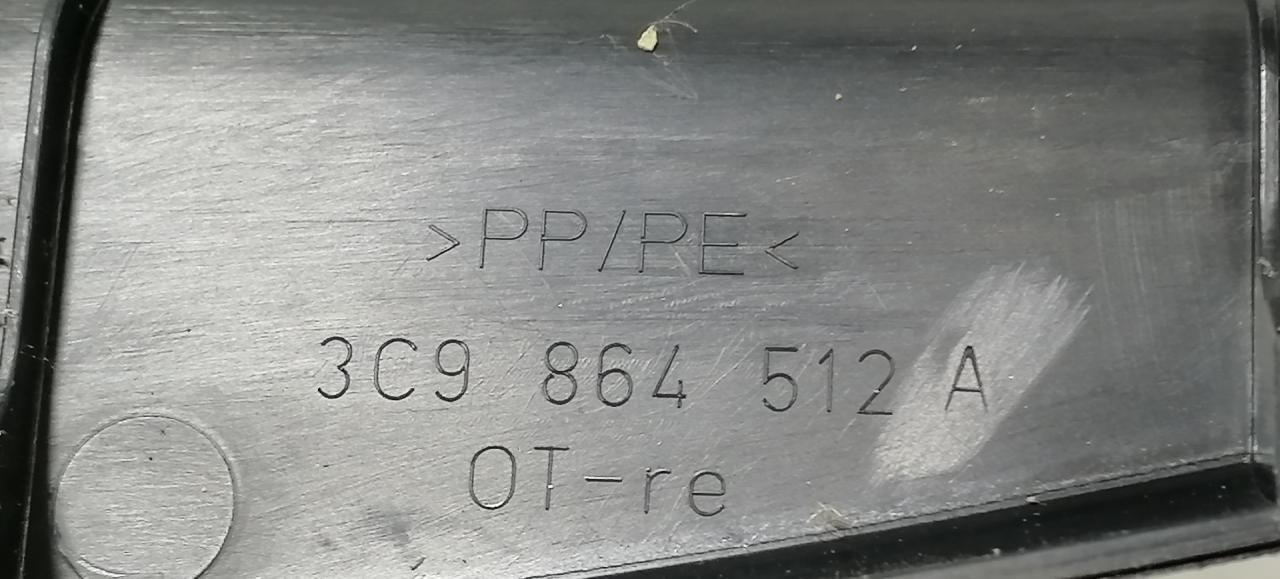 >PP/PE<
3C9 864 512 A
OT-re